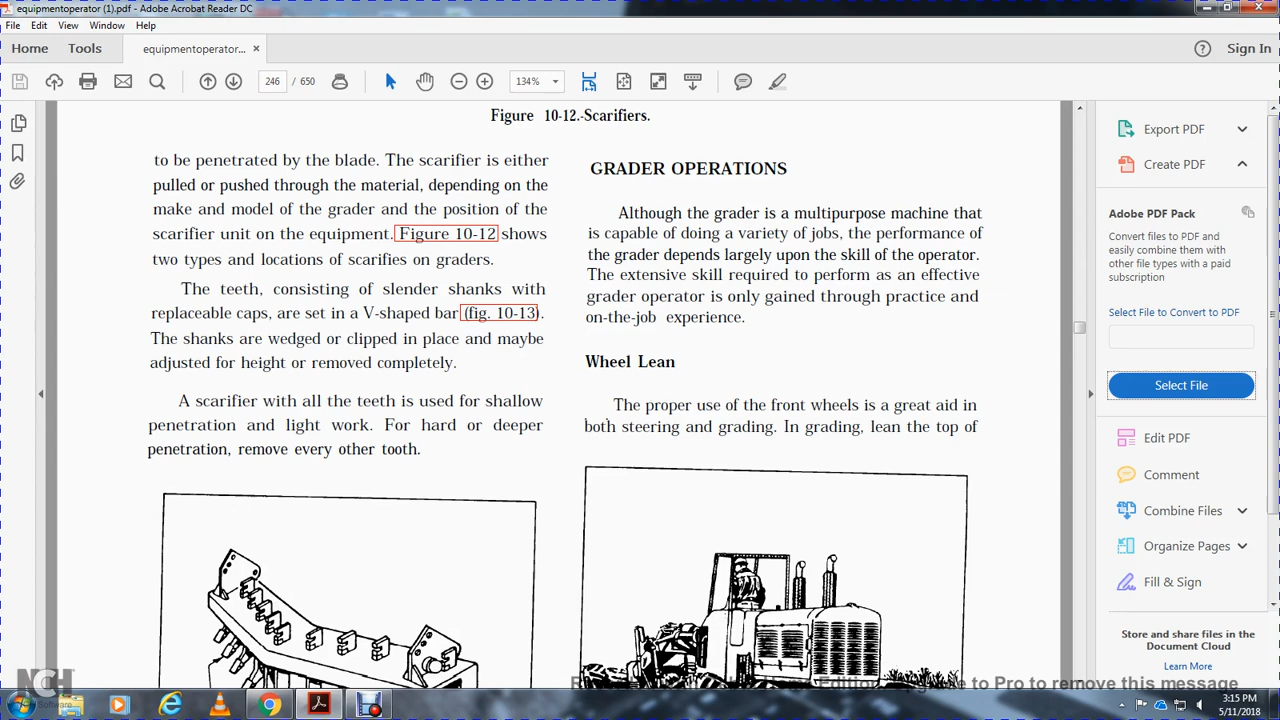 equipmentoperator (1).pdf - Adobe Acrobat Reader DC
File Edit View Window Help
Home Tools equipmentoperator... × Sign In
246 / 650 134%
Figure 10-12.-Scarifiers.
to be penetrated by the blade. The scarifier is either
pulled or pushed through the material, depending on the
make and model of the grader and the position of the
scarifier unit on the equipment. Figure 10-12 shows
two types and locations of scarifies on graders.
The teeth, consisting of slender shanks with
replaceable caps, are set in a V-shaped bar (fig. 10-13).
The shanks are wedged or clipped in place and maybe
adjusted for height or removed completely.
A scarifier with all the teeth is used for shallow
penetration and light work. For hard or deeper
penetration, remove every other tooth.
GRADER OPERATIONS
Although the grader is a multipurpose machine that
is capable of doing a variety of jobs, the performance of
the grader depends largely upon the skill of the operator.
The extensive skill required to perform as an effective
grader operator is only gained through practice and
on-the-job experience.
Wheel Lean
The proper use of the front wheels is a great aid in
both steering and grading. In grading, lean the top of
Export PDF
Create PDF
Adobe PDF Pack
Convert files to PDF and
easily combine them with
other file types with a paid
subscription
Select File to Convert to PDF
Select File
Edit PDF
Comment
Combine Files
Organize Pages
Fill & Sign
Store and share files in the
Document Cloud
Learn More
NCH
Software
to Pro to remove this message
3:15 PM
5/11/2018